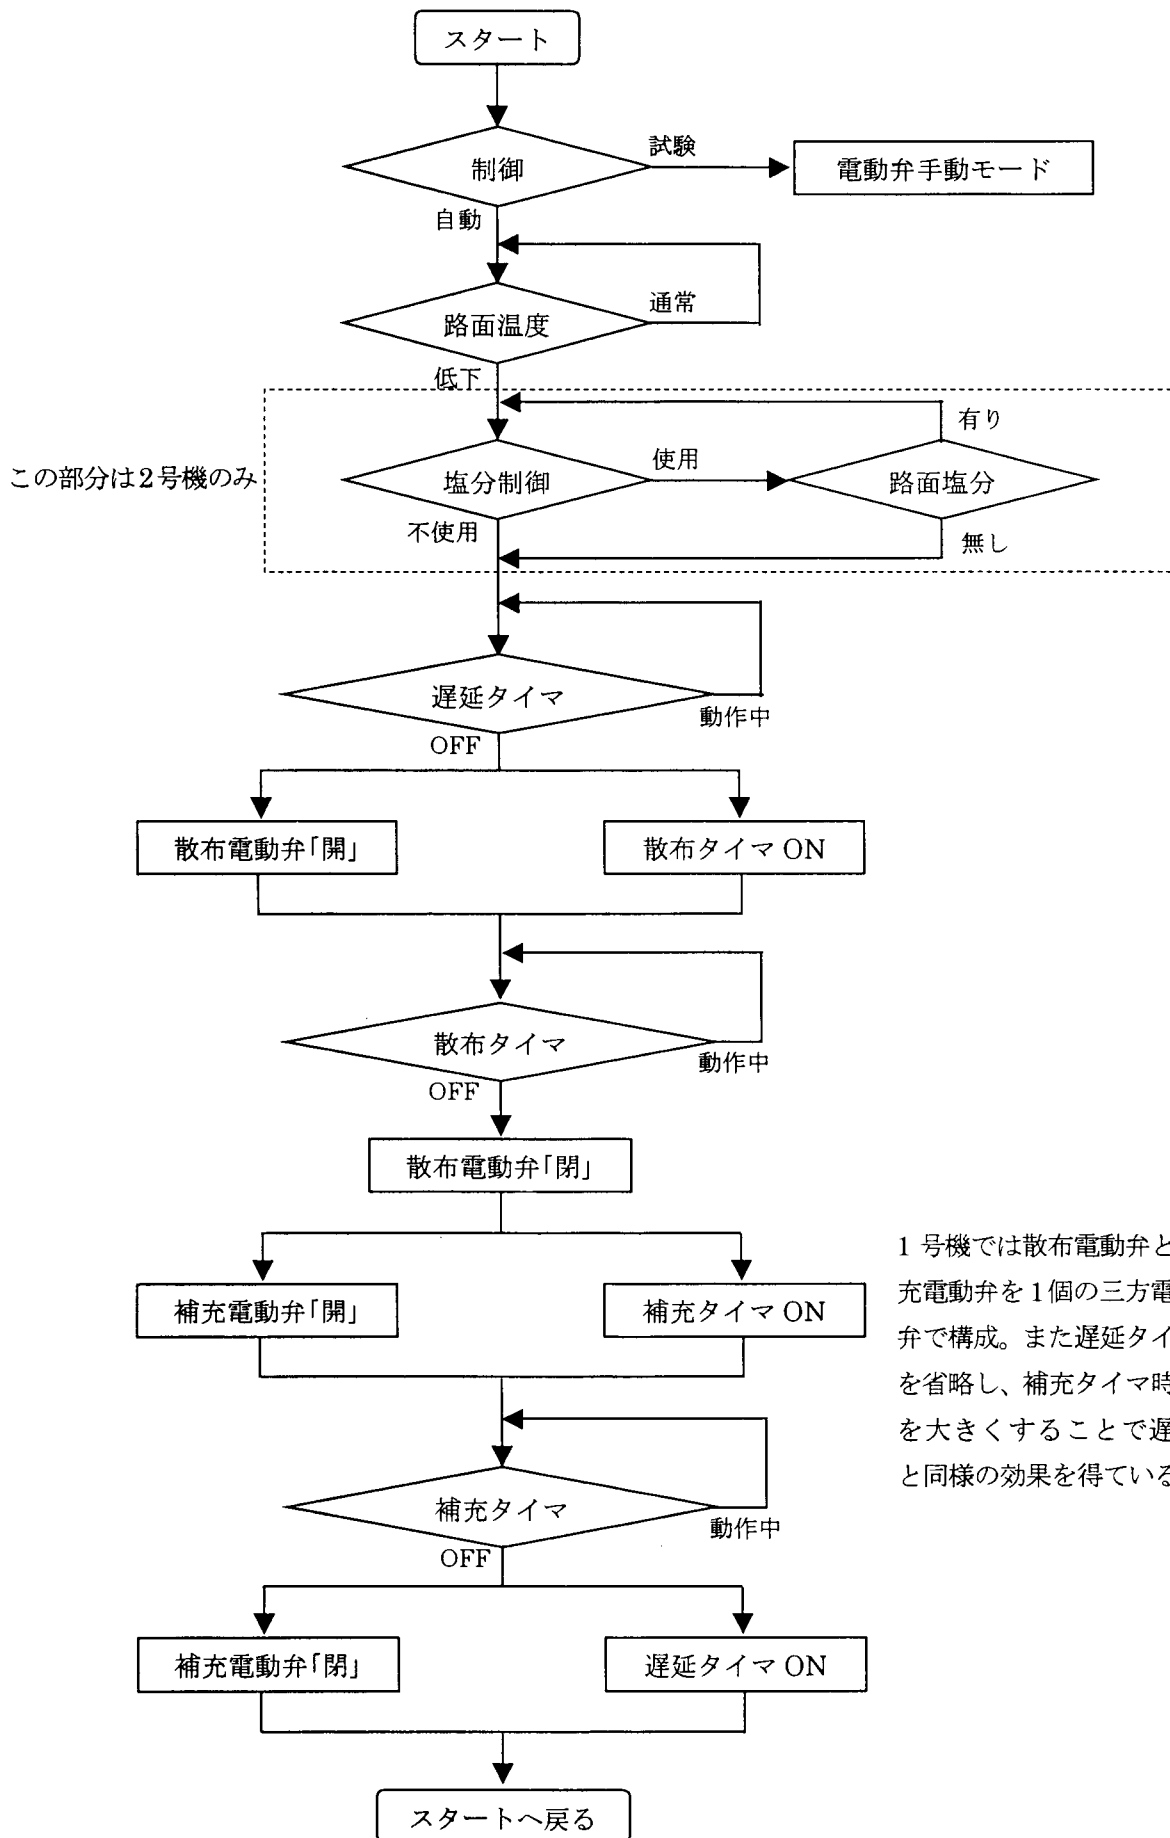 スタート
制御
試験
電動弁手動モード
自動
路面温度
通常
低下
この部分は2号機のみ
塩分制御
使用
路面塩分
有り
不使用
無し
遅延タイマ
動作中
OFF
散布電動弁「開」
散布タイマ ON
散布タイマ
動作中
OFF
散布電動弁「閉」
補充電動弁「開」
補充タイマ ON
1 号機では散布電動弁と
充電動弁を1個の三方電
弁で構成。また遅延タイ
を省略し、補充タイマ時
を大きくすることで遅
と同様の効果を得ている
補充タイマ
動作中
OFF
補充電動弁「閉」
遅延タイマ ON
スタートへ戻る